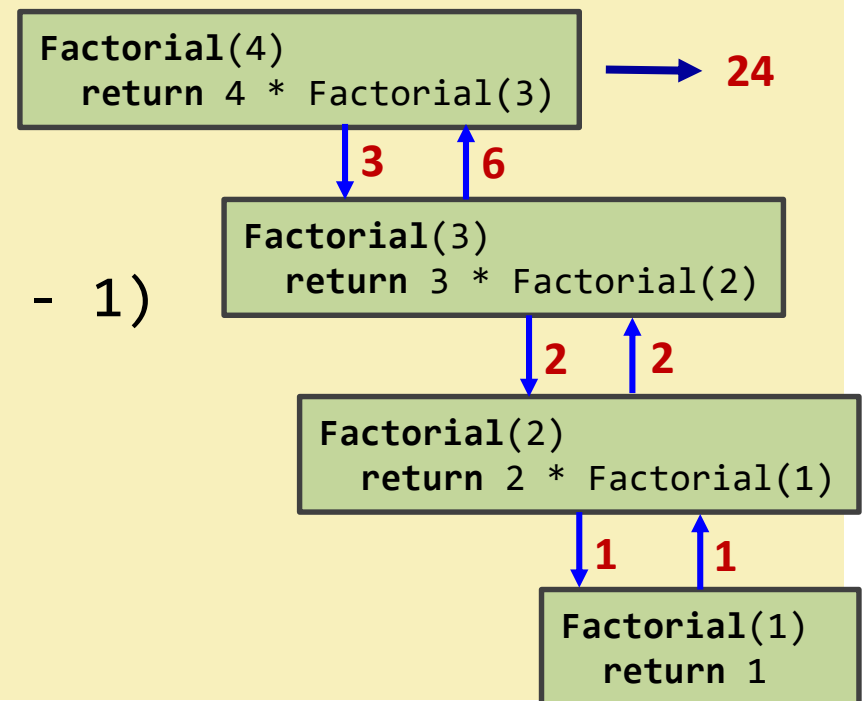 Factorial(4)
return 4 * Factorial(3)
24
3
6
Factorial(3)
return 3 * Factorial(2)
- 1)
2
2
Factorial(2)
return 2 * Factorial(1)
1
1
Factorial(1)
return 1